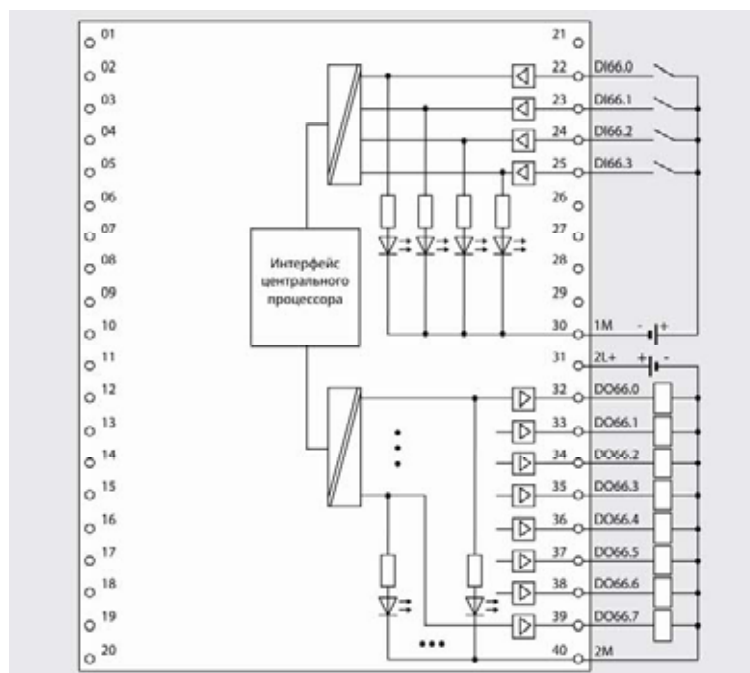 01 21
02 22 DI66.0
03 23 DI66.1
04 24 DI66.2
05 25 DI66.3
06 26
07 27
08 28
Интерфейс
центрального
процессора
09 29
10 30 1M - +
11 31 2L+ + -
12 32 DO66.0
13 33 DO66.1
14 34 DO66.2
15 35 DO66.3
16 36 DO66.4
17 37 DO66.5
18 38 DO66.6
19 39 DO66.7
20 40 2M